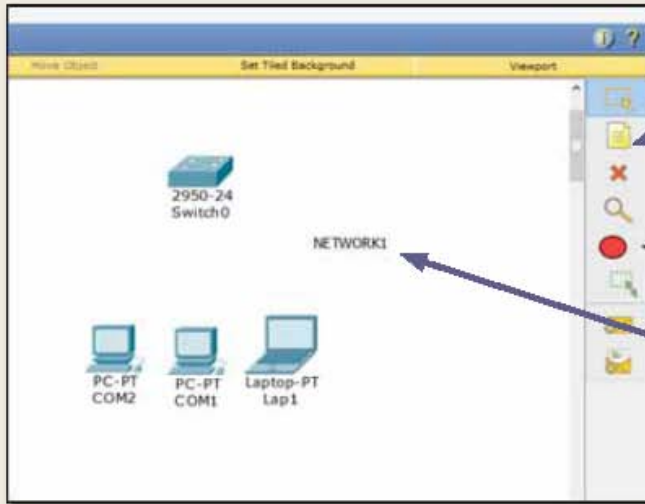 Move Object Set Tiled Background Viewport
2950-24
Switch0
NETWORK1
PC-PT
COM2
PC-PT
COM1
Laptop-PT
Lap1